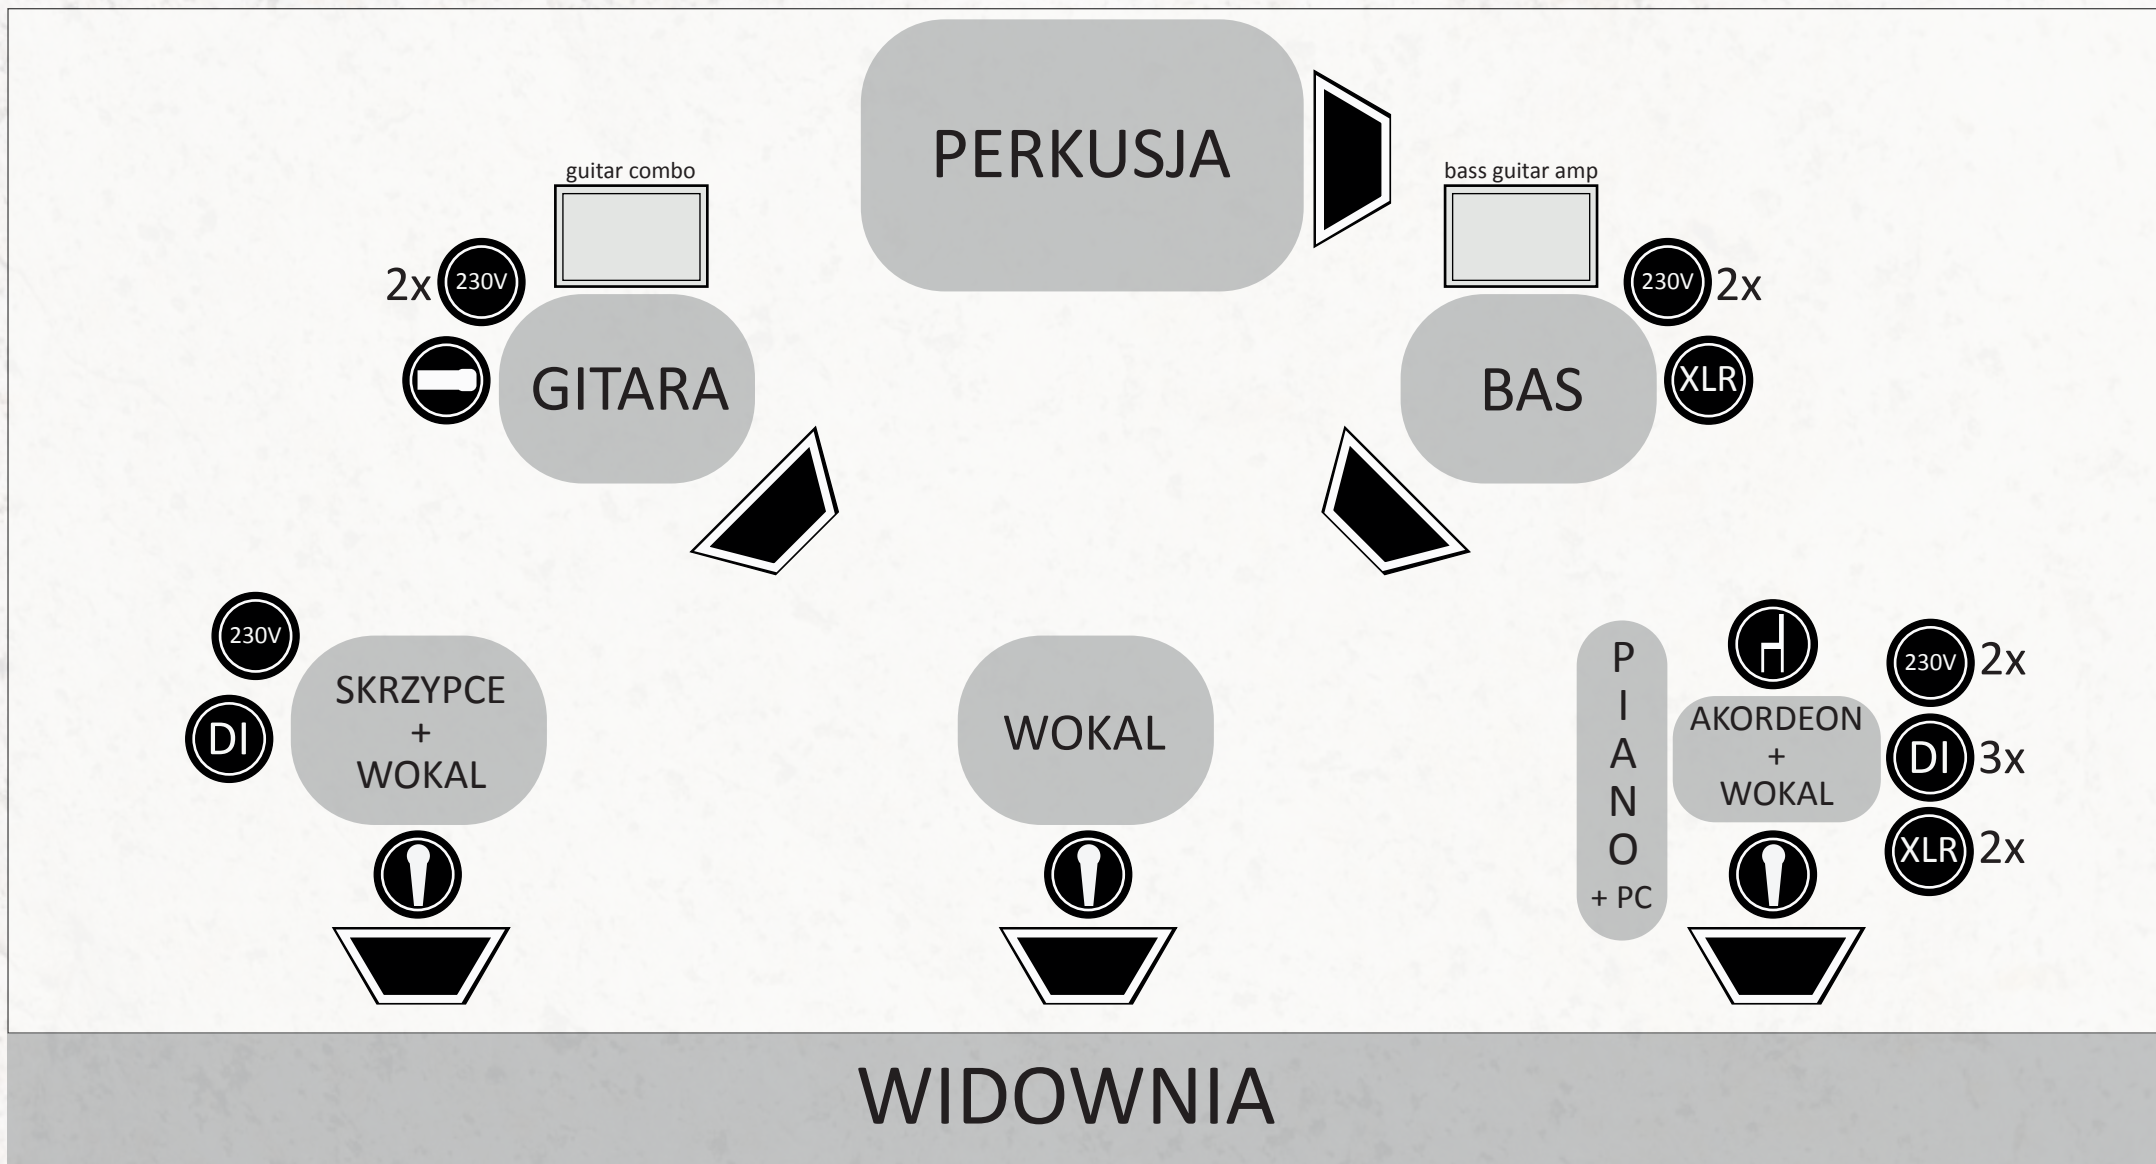 PERKUSJA
guitar combo
bass guitar amp
2x 230V
230V 2x
GITARA
BAS
XLR
230V
DI
SKRZYPCE
+
WOKAL
WOKAL
P
I
A
N
O
+ PC
AKORDEON
+
WOKAL
230V 2x
DI 3x
XLR 2x
WIDOWNIA